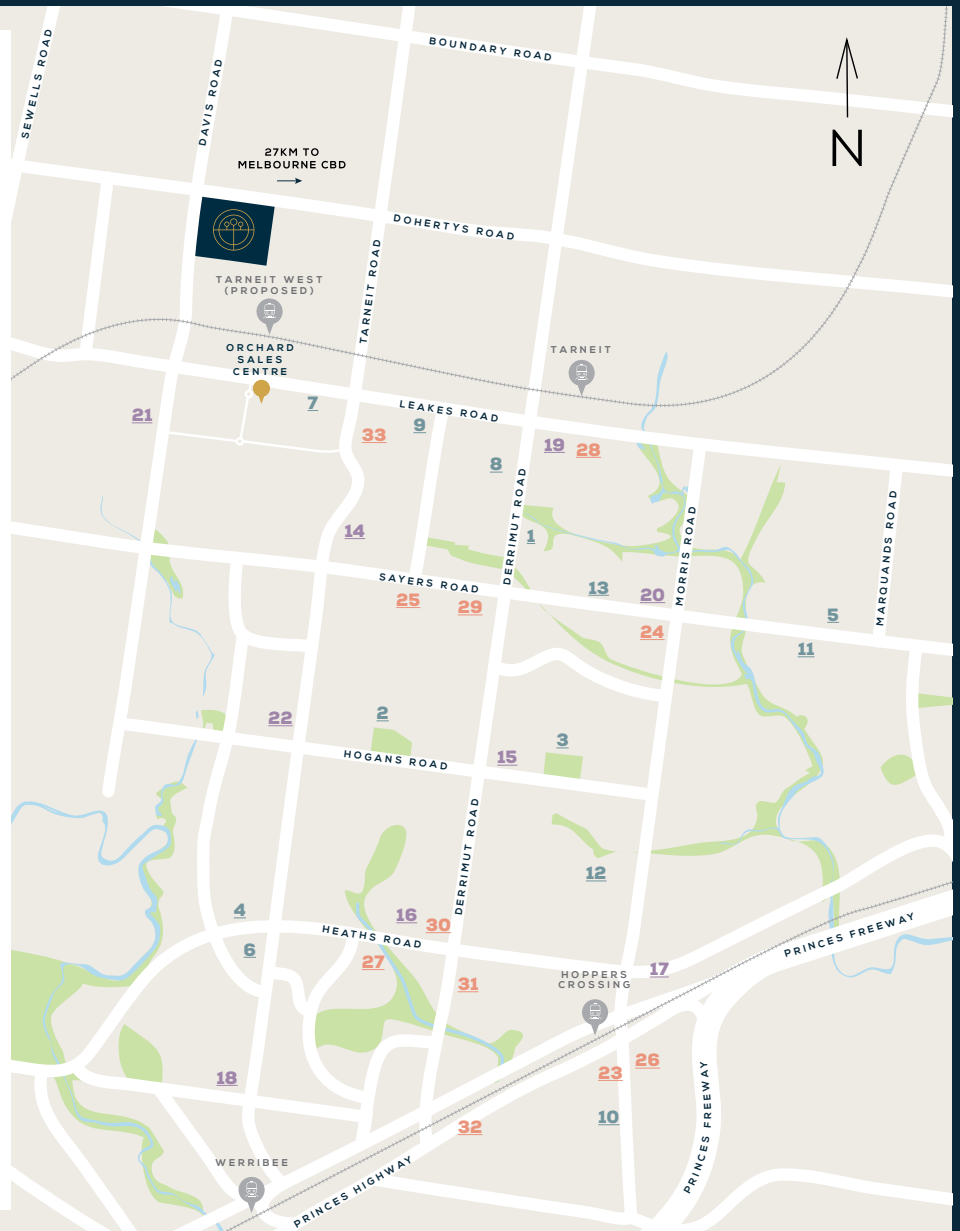 BOUNDARY ROAD
SEWELLS ROAD
DAVIS ROAD
N
27KM TO
MELBOURNE CBD
DOHERTYS ROAD
TARNEIT ROAD
TARNEIT WEST
(PROPOSED)
ORCHARD
SALES
CENTRE
TARNEIT
7
21
LEAKES ROAD
9
33
19
28
8
DERRIMUT ROAD
MORRIS ROAD
MARQUANDS ROAD
14
1
SAYERS ROAD
25
29
13
20
24
5
11
22
2
3
15
HOGANS ROAD
DERRIMUT ROAD
12
4
16
30
HEATHS ROAD
6
27
31
17
HOPPERS
CROSSING
PRINCES FREEWAY
18
23
26
10
PRINCES FREEWAY
32
WERRIBEE
PRINCES HIGHWAY